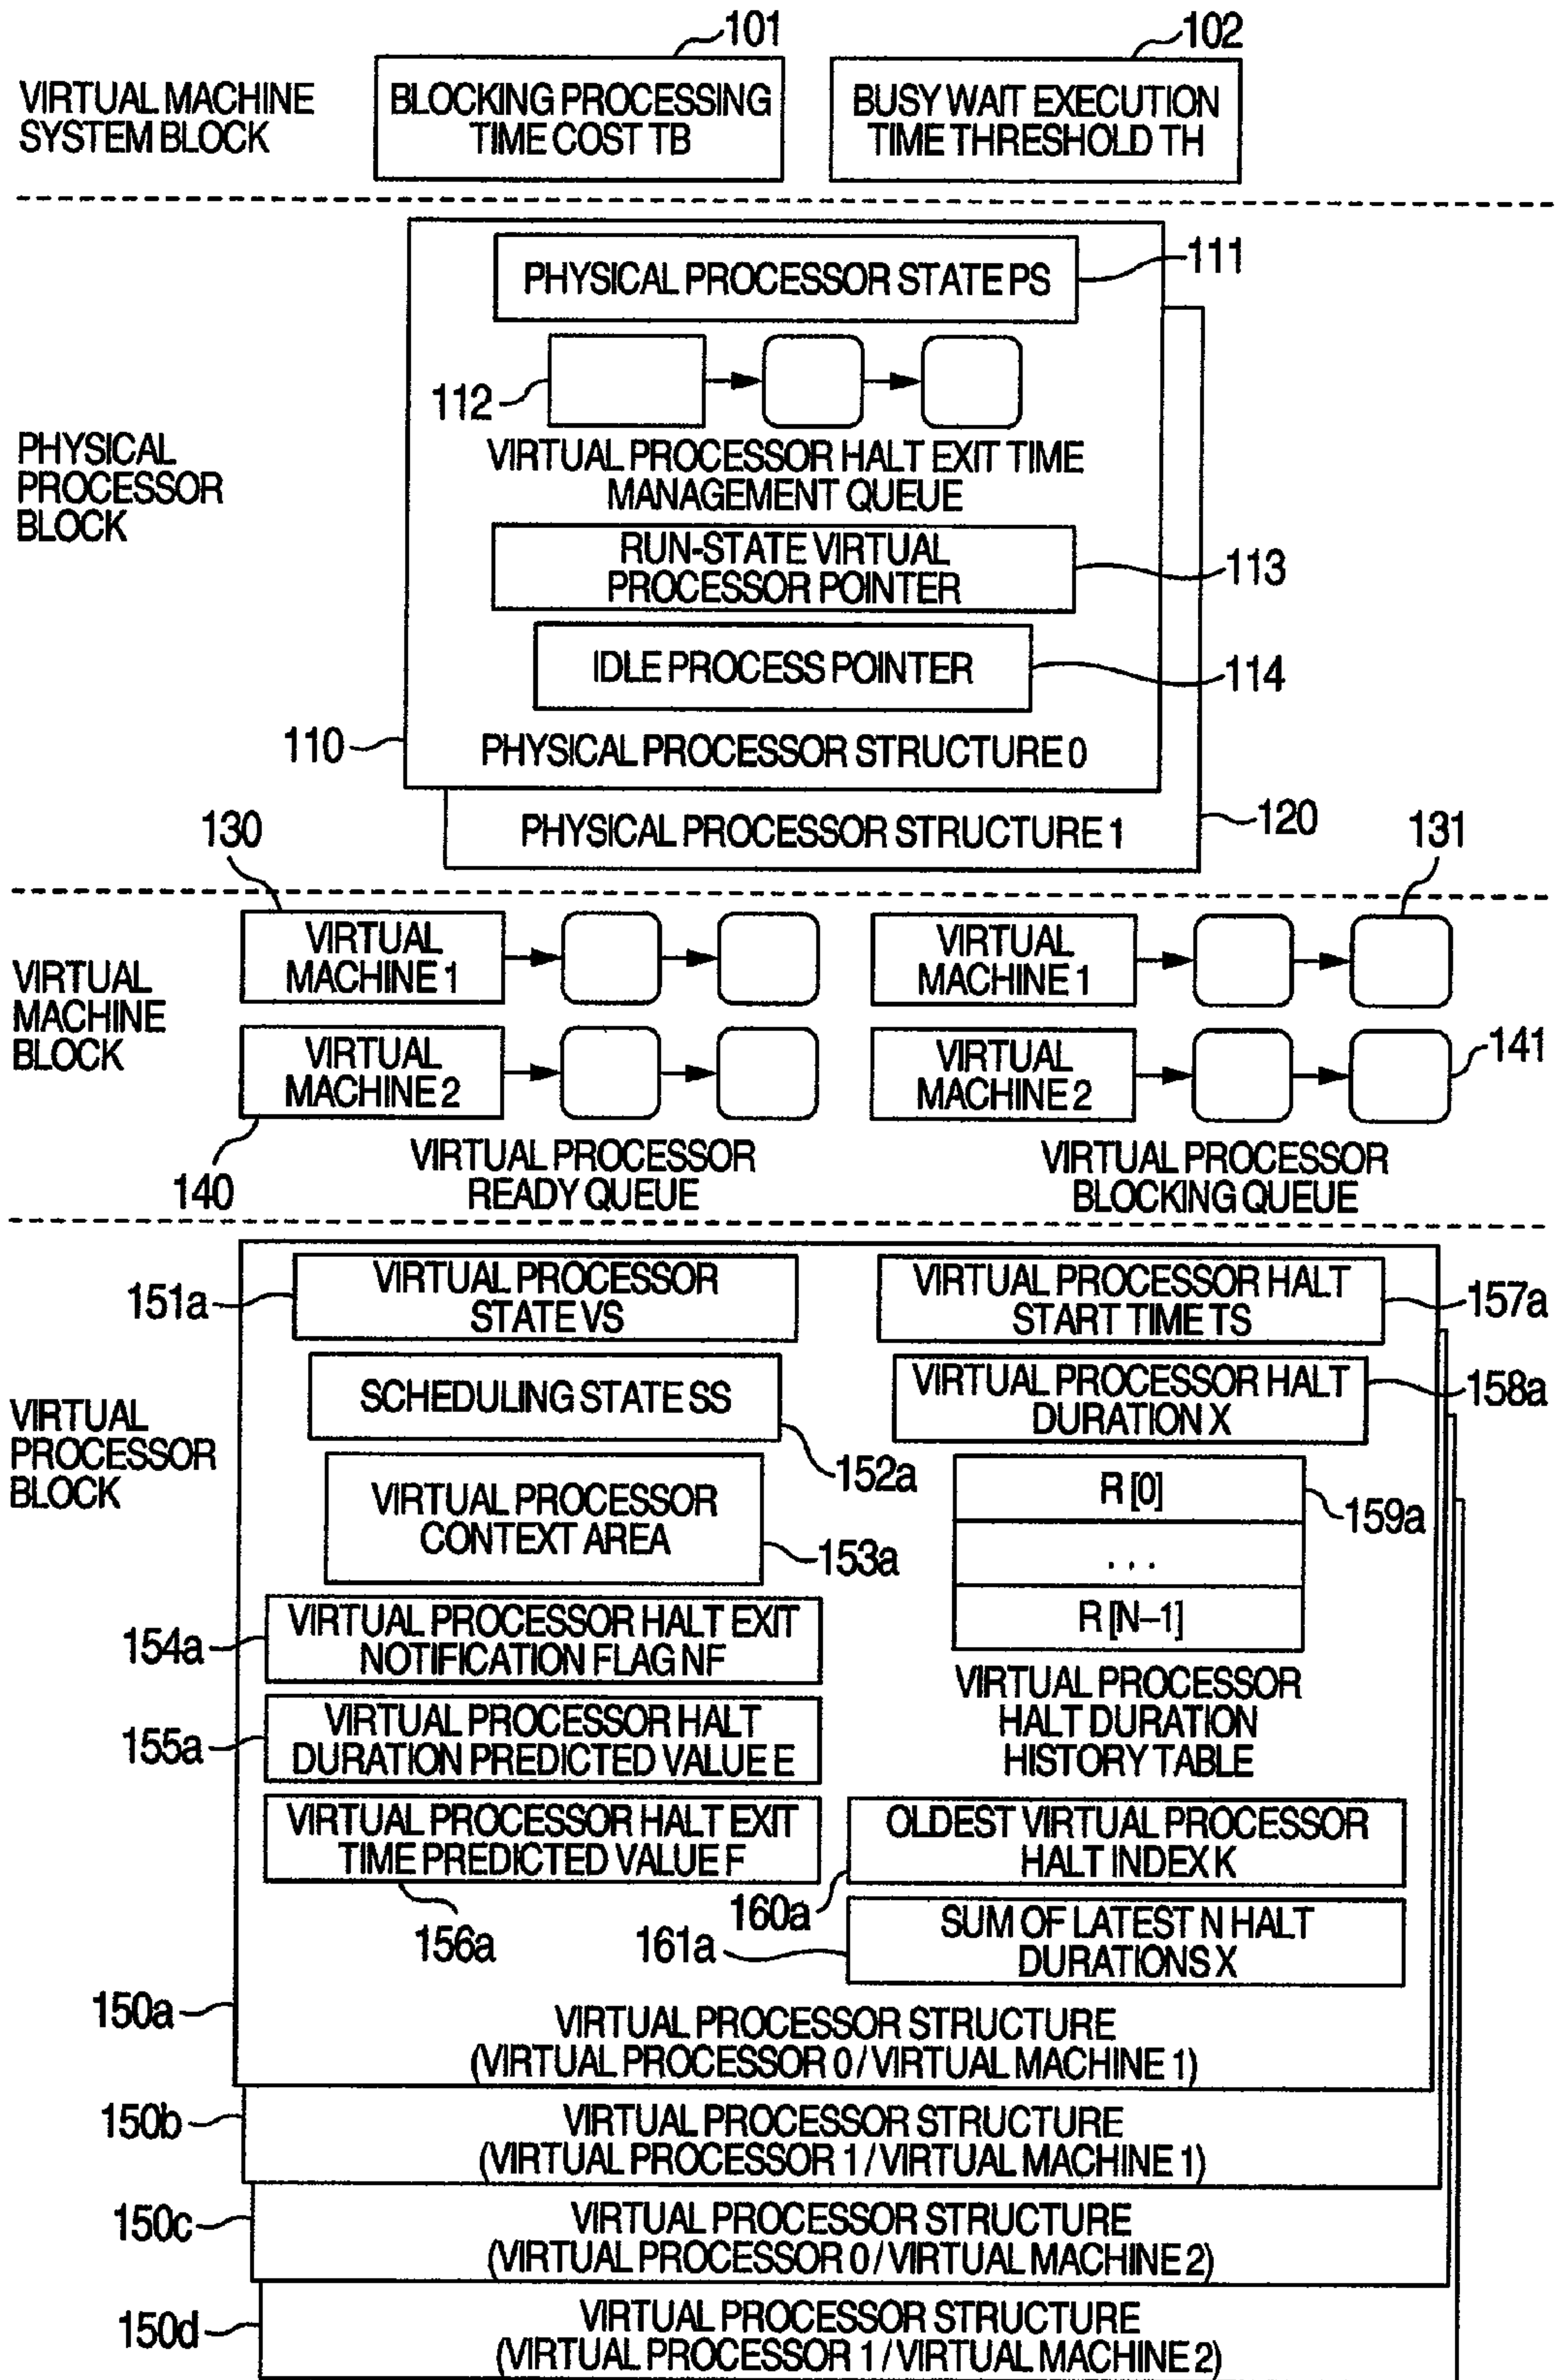 101
102
VIRTUAL MACHINE
SYSTEM BLOCK
BLOCKING PROCESSING
TIME COST TB
BUSY WAIT EXECUTION
TIME THRESHOLD TH
PHYSICAL
PROCESSOR
BLOCK
PHYSICAL PROCESSOR STATE PS
111
112
VIRTUAL PROCESSOR HALT EXIT TIME
MANAGEMENT QUEUE
RUN-STATE VIRTUAL
PROCESSOR POINTER
113
IDLE PROCESS POINTER
114
110
PHYSICAL PROCESSOR STRUCTURE 0
PHYSICAL PROCESSOR STRUCTURE 1
120
130
131
VIRTUAL
MACHINE
BLOCK
VIRTUAL
MACHINE 1
VIRTUAL
MACHINE 1
VIRTUAL
MACHINE 2
VIRTUAL
MACHINE 2
141
140
VIRTUAL PROCESSOR
READY QUEUE
VIRTUAL PROCESSOR
BLOCKING QUEUE
VIRTUAL
PROCESSOR
BLOCK
151a
VIRTUAL PROCESSOR
STATE VS
VIRTUAL PROCESSOR HALT
START TIME TS
157a
SCHEDULING STATE SS
152a
VIRTUAL PROCESSOR HALT
DURATION X
158a
VIRTUAL PROCESSOR
CONTEXT AREA
153a
R [0]
. . .
R [N–1]
159a
154a
VIRTUAL PROCESSOR HALT EXIT
NOTIFICATION FLAG NF
VIRTUAL PROCESSOR
HALT DURATION
HISTORY TABLE
155a
VIRTUAL PROCESSOR HALT
DURATION PREDICTED VALUE E
VIRTUAL PROCESSOR HALT EXIT
TIME PREDICTED VALUE F
156a
OLDEST VIRTUAL PROCESSOR
HALT INDEX K
160a
161a
SUM OF LATEST N HALT
DURATIONS X
150a
VIRTUAL PROCESSOR STRUCTURE
(VIRTUAL PROCESSOR 0 / VIRTUAL MACHINE 1)
150b
VIRTUAL PROCESSOR STRUCTURE
(VIRTUAL PROCESSOR 1 / VIRTUAL MACHINE 1)
150c
VIRTUAL PROCESSOR STRUCTURE
(VIRTUAL PROCESSOR 0 / VIRTUAL MACHINE 2)
150d
VIRTUAL PROCESSOR STRUCTURE
(VIRTUAL PROCESSOR 1 / VIRTUAL MACHINE 2)